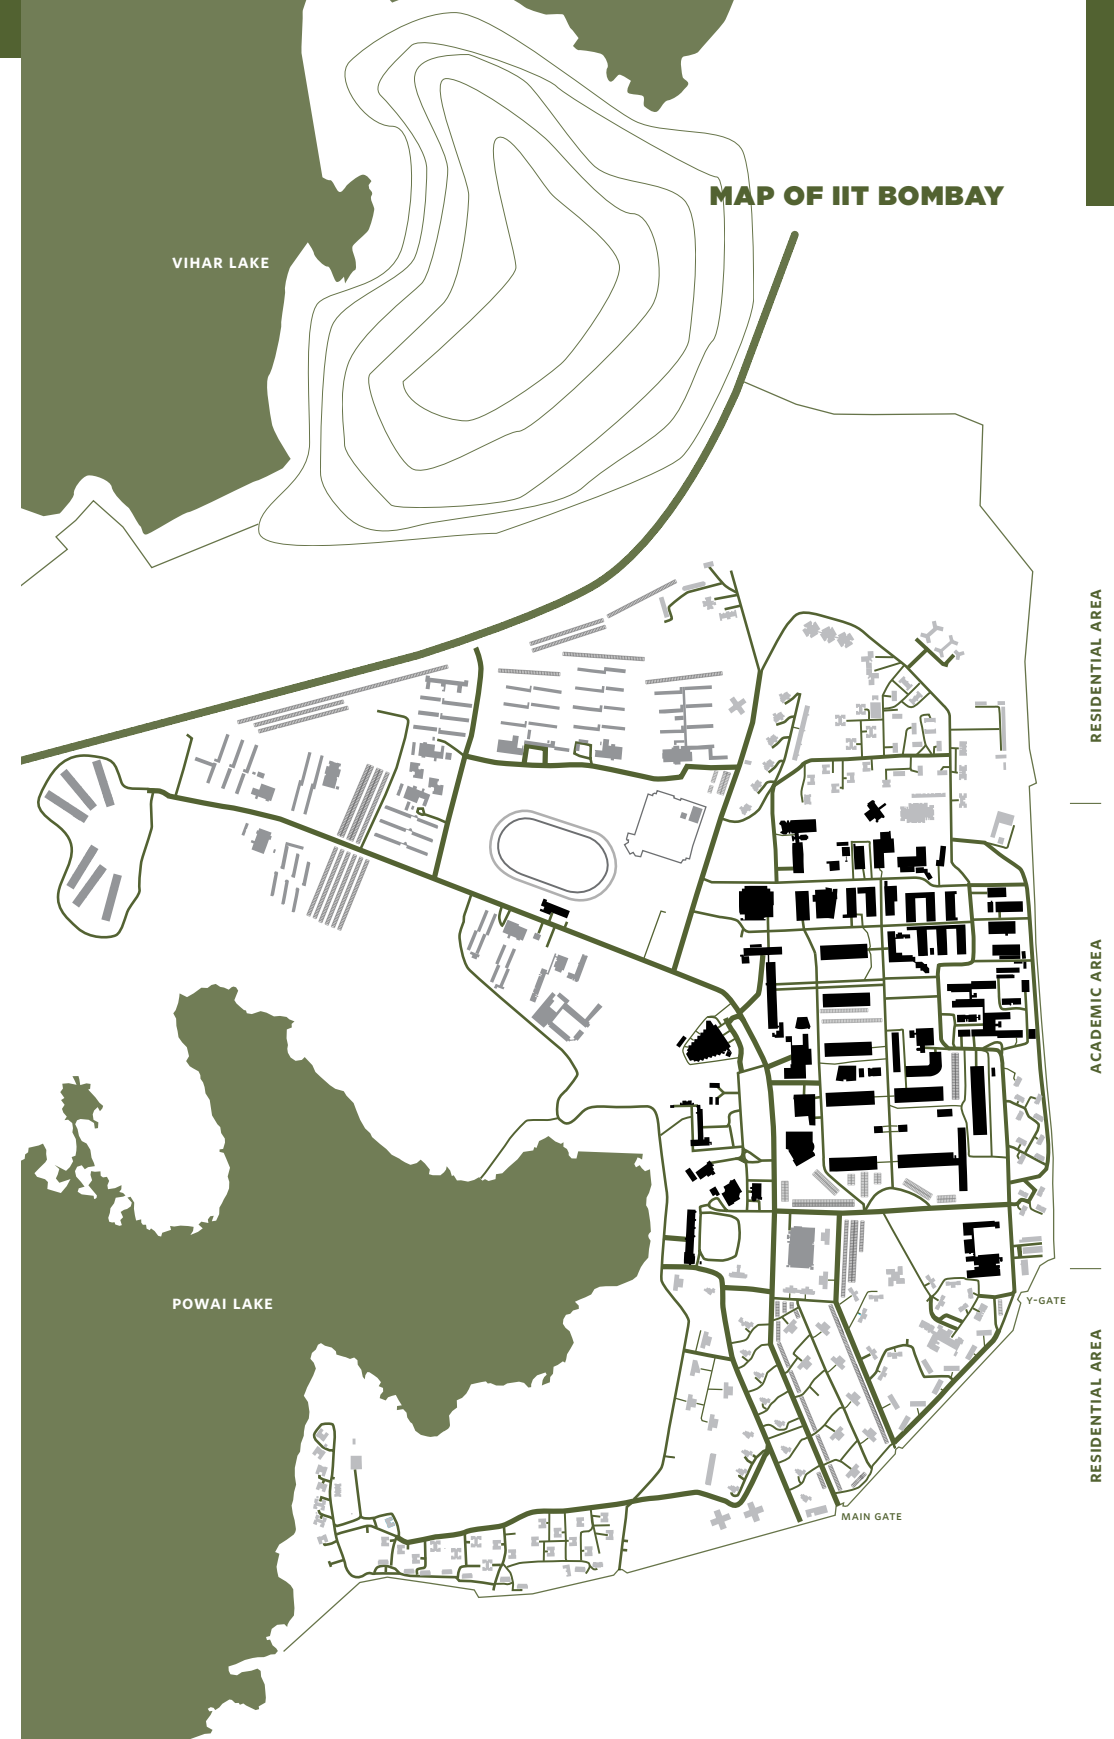 MAP OF IIT BOMBAY
VIHAR LAKE
RESIDENTIAL AREA
ACADEMIC AREA
POWAI LAKE
Y-GATE
RESIDENTIAL AREA
MAIN GATE